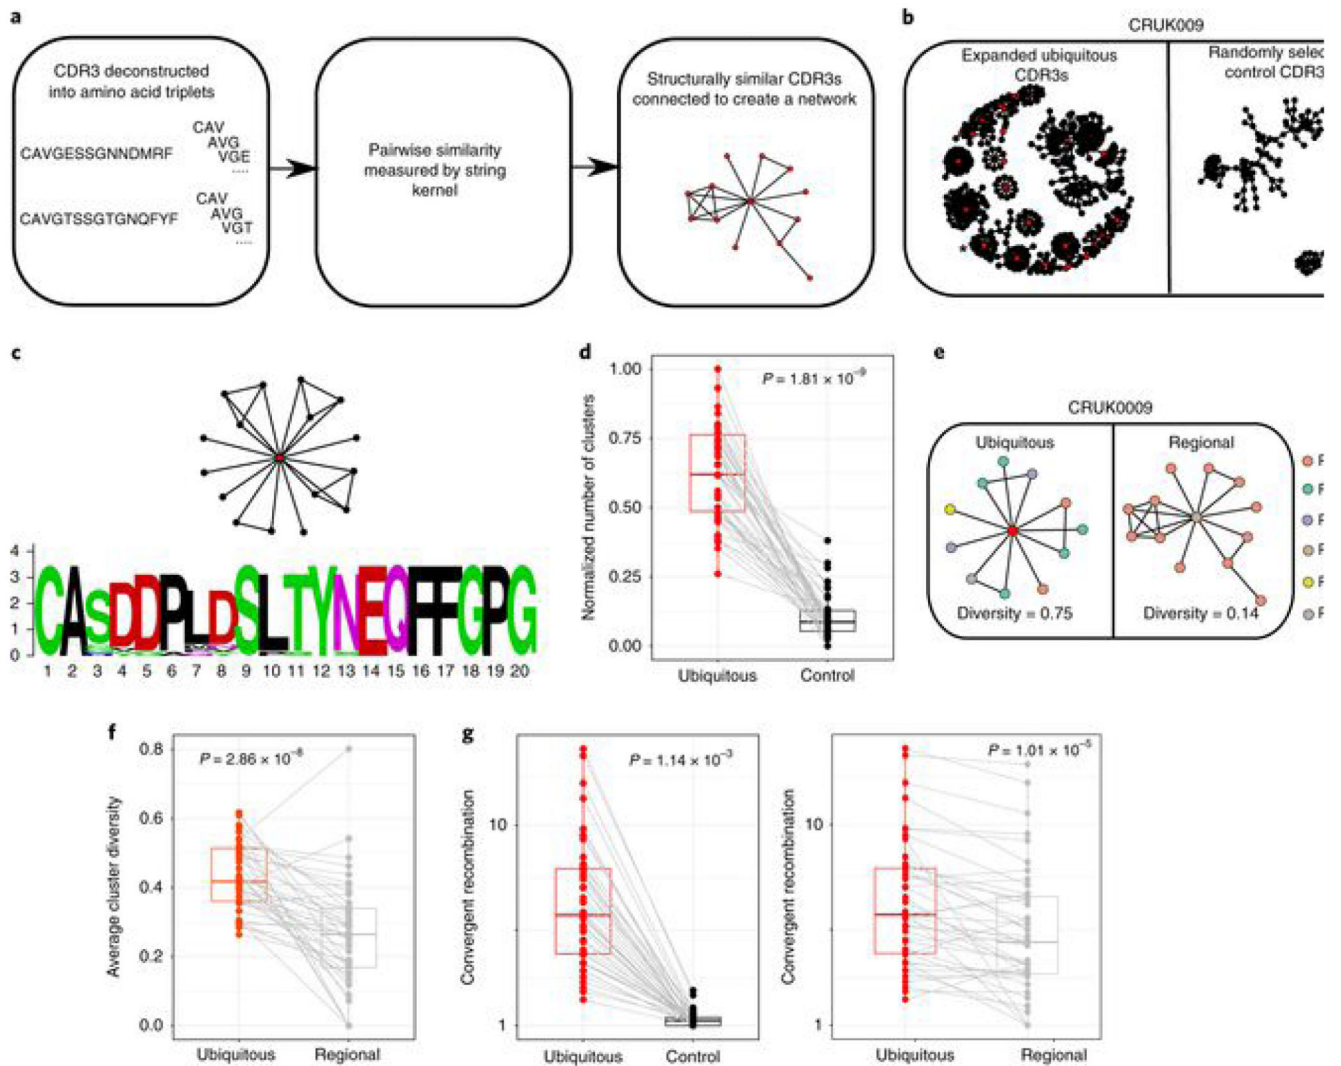 a
CDR3 deconstructed
into amino acid triplets
CAVGESSGNNDMRF
CAV
AVG
VGE
....
CAVGTSSGTGNQFYF
CAV
AVG
VGT
....
Pairwise similarity
measured by string
kernel
Structurally similar CDR3s
connected to create a network
b
CRUK009
Expanded ubiquitous
CDR3s
Randomly selec
control CDR3
*
c
4
3
2
1
0
CASDDPLDSLTYNEQFFGPG
1 2 3 4 5 6 7 8 9 10 11 12 13 14 15 16 17 18 19 20
d
Normalized number of clusters
1.00
0.75
0.50
0.25
0.00
P = 1.81 × 10⁻⁹
Ubiquitous Control
e
CRUK0009
Ubiquitous
Regional
Diversity = 0.75
Diversity = 0.14
f
Average cluster diversity
0.8
0.6
0.4
0.2
0.0
P = 2.86 × 10⁻⁸
Ubiquitous Regional
g
Convergent recombination
10
1
P = 1.14 × 10⁻³
Ubiquitous Control
Convergent recombination
10
1
P = 1.01 × 10⁻⁵
Ubiquitous Regional